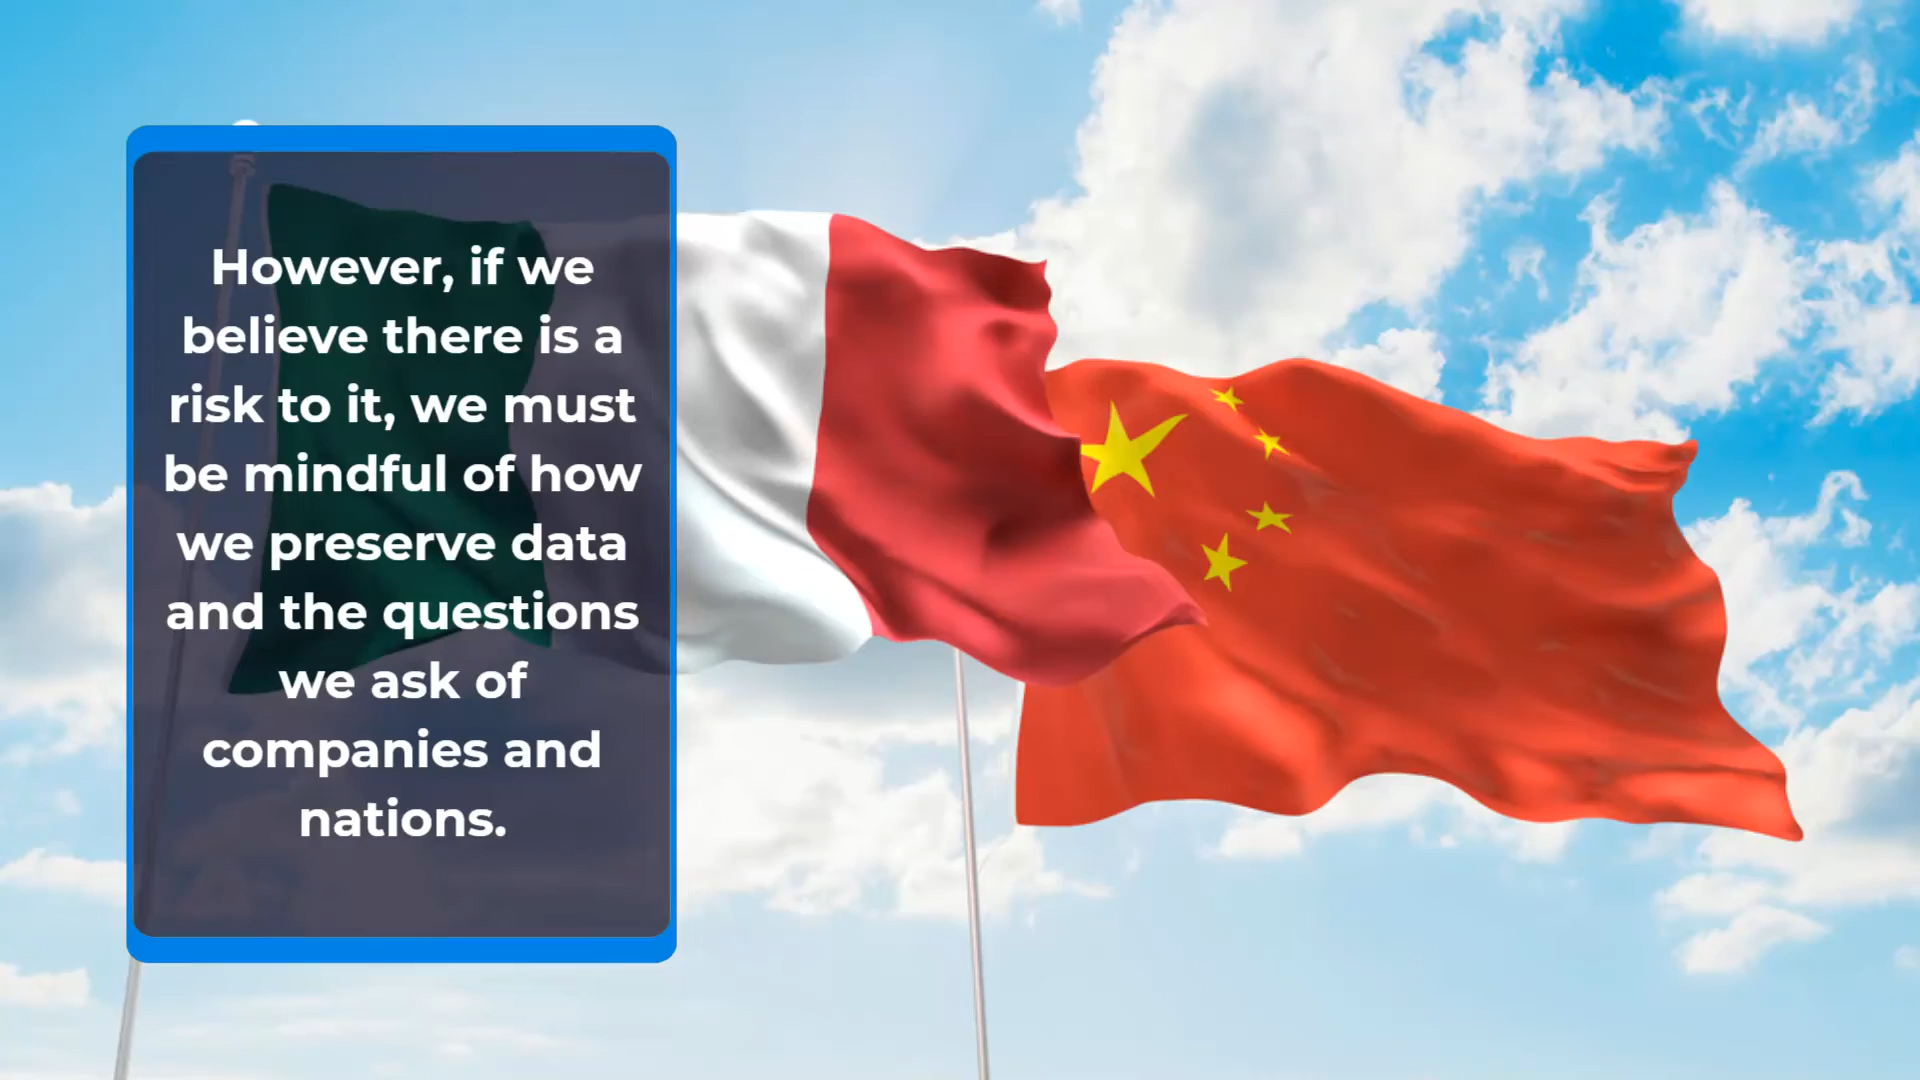 However, if we
believe there is a
risk to it, we must
be mindful of how
we preserve data
and the questions
we ask of
companies and
nations.